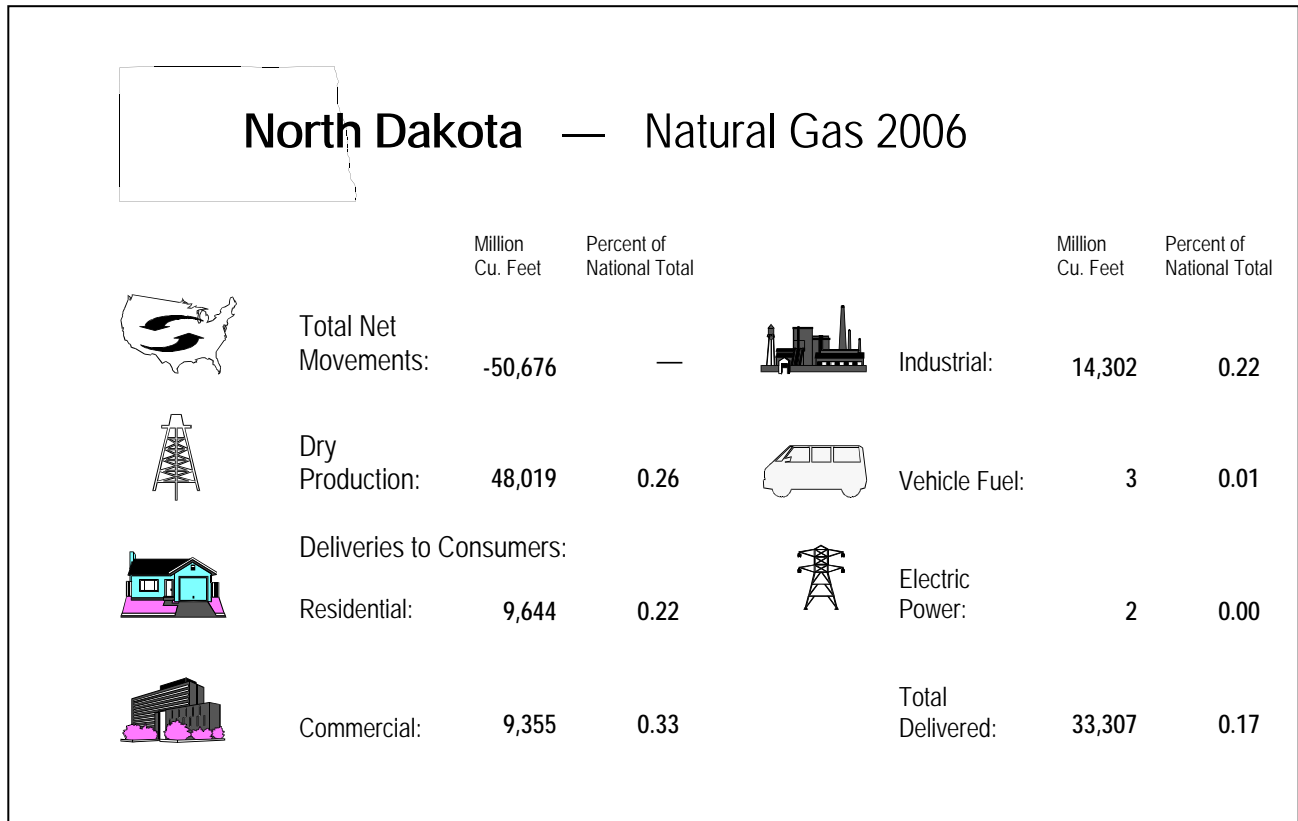 North Dakota — Natural Gas 2006
Million Percent of
Cu. Feet National Total
Total Net
Movements: -50,676 —
Dry
Production: 48,019 0.26
Deliveries to Consumers:
Residential: 9,644 0.22
Commercial: 9,355 0.33
Million Percent of
Cu. Feet National Total
Industrial: 14,302 0.22
Vehicle Fuel: 3 0.01
Electric
Power: 2 0.00
Total
Delivered: 33,307 0.17